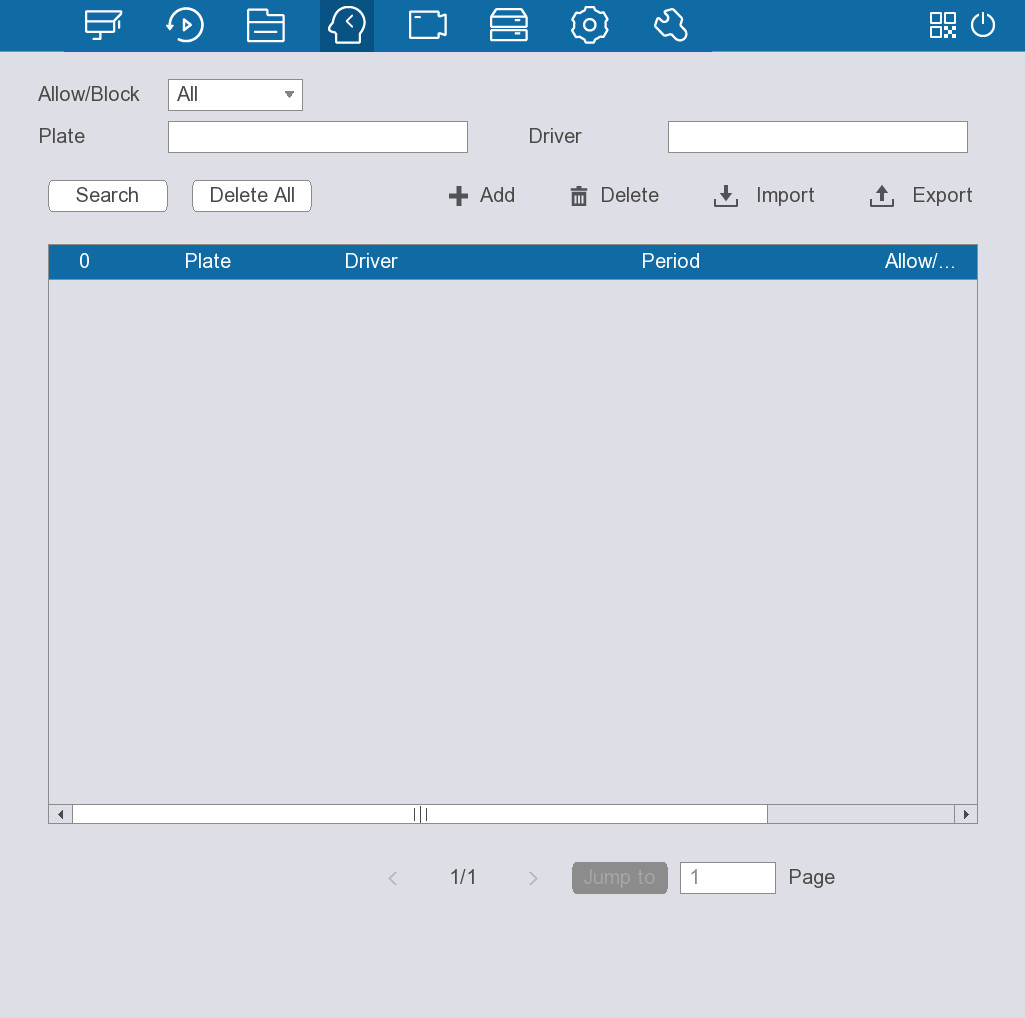 Allow/Block All
Plate Driver
Search Delete All Add Delete Import Export
0 Plate Driver Period Allow/...
1/1 Jump to 1 Page